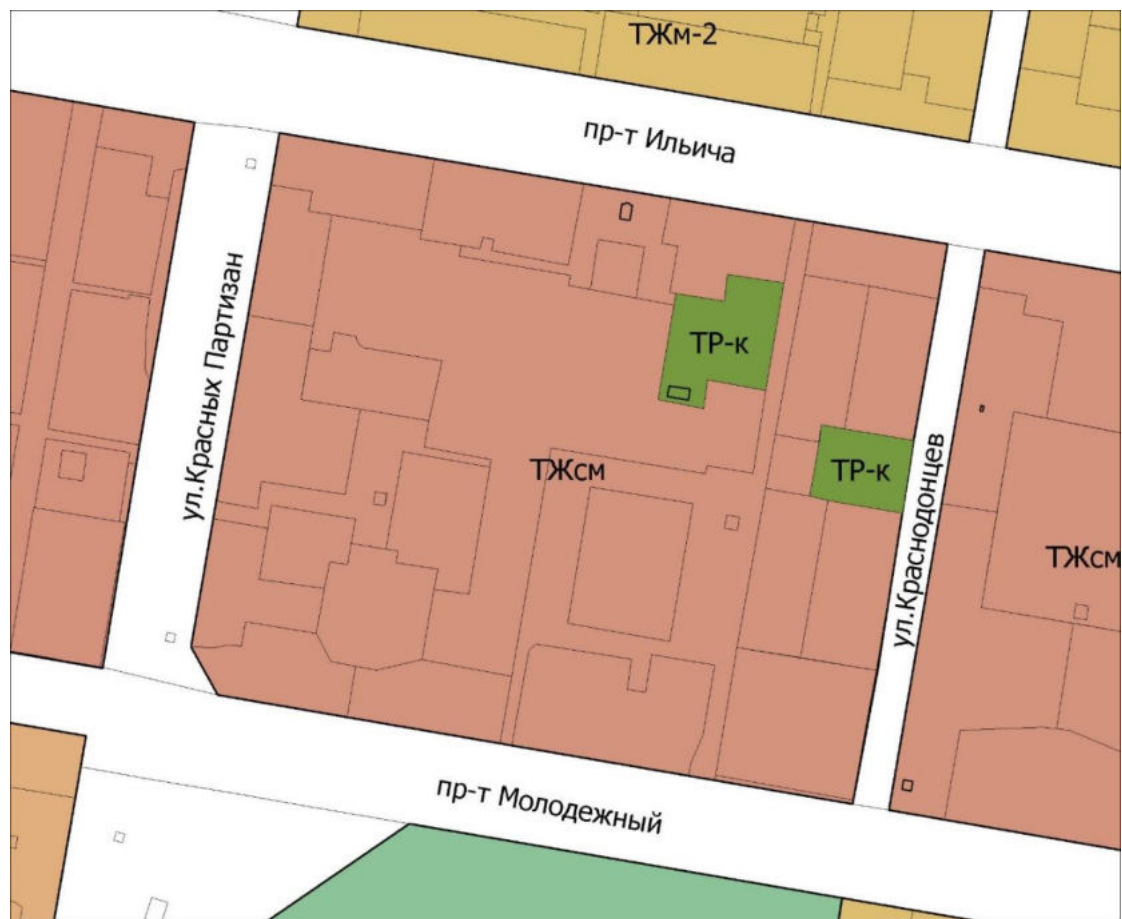 ТЖм-2
пр-т Ильича
ул.Красных Партизан
ТР-к
ТЖсм
ТР-к
ул.Краснодонцев
ТЖсм
пр-т Молодежный